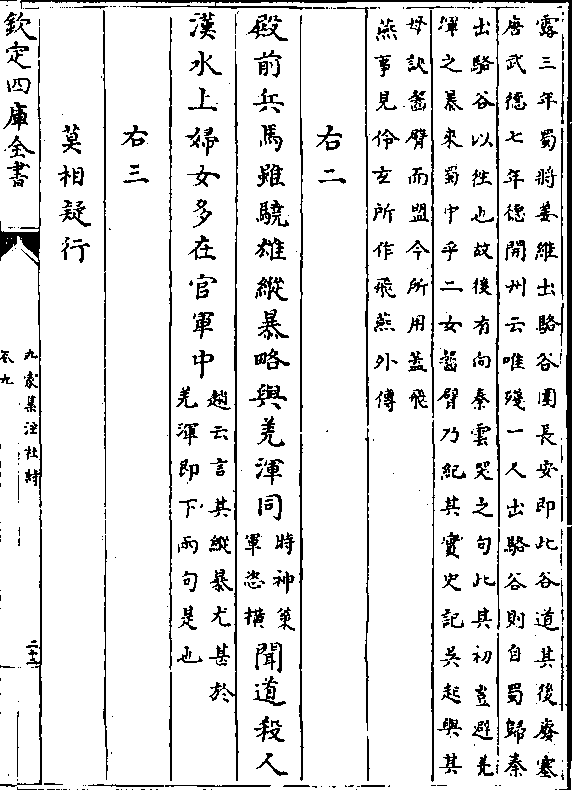 露三年蜀將姜維出駱谷圍長安即此谷道其後廢塞
唐武德七年德開州云唯殘一人出駱谷則自蜀歸秦
出駱谷以往也故後有向秦雲哭之句此其初豈避羌
渾之暴來蜀中乎二女齧臂乃紀其實史記吳起與其
母訣齧臂而盟今所用蓋飛
燕事見伶玄所作飛燕外傳
右二
殿前兵馬雖驍雄縱暴略與羌渾同時神策軍恣橫聞道殺人
漢水上婦女多在官軍中趙云言其縱暴尤甚於羌渾即下兩句是也
右三
莫相疑行
欽定四庫全書
九家集注杜詩
卷九
二十